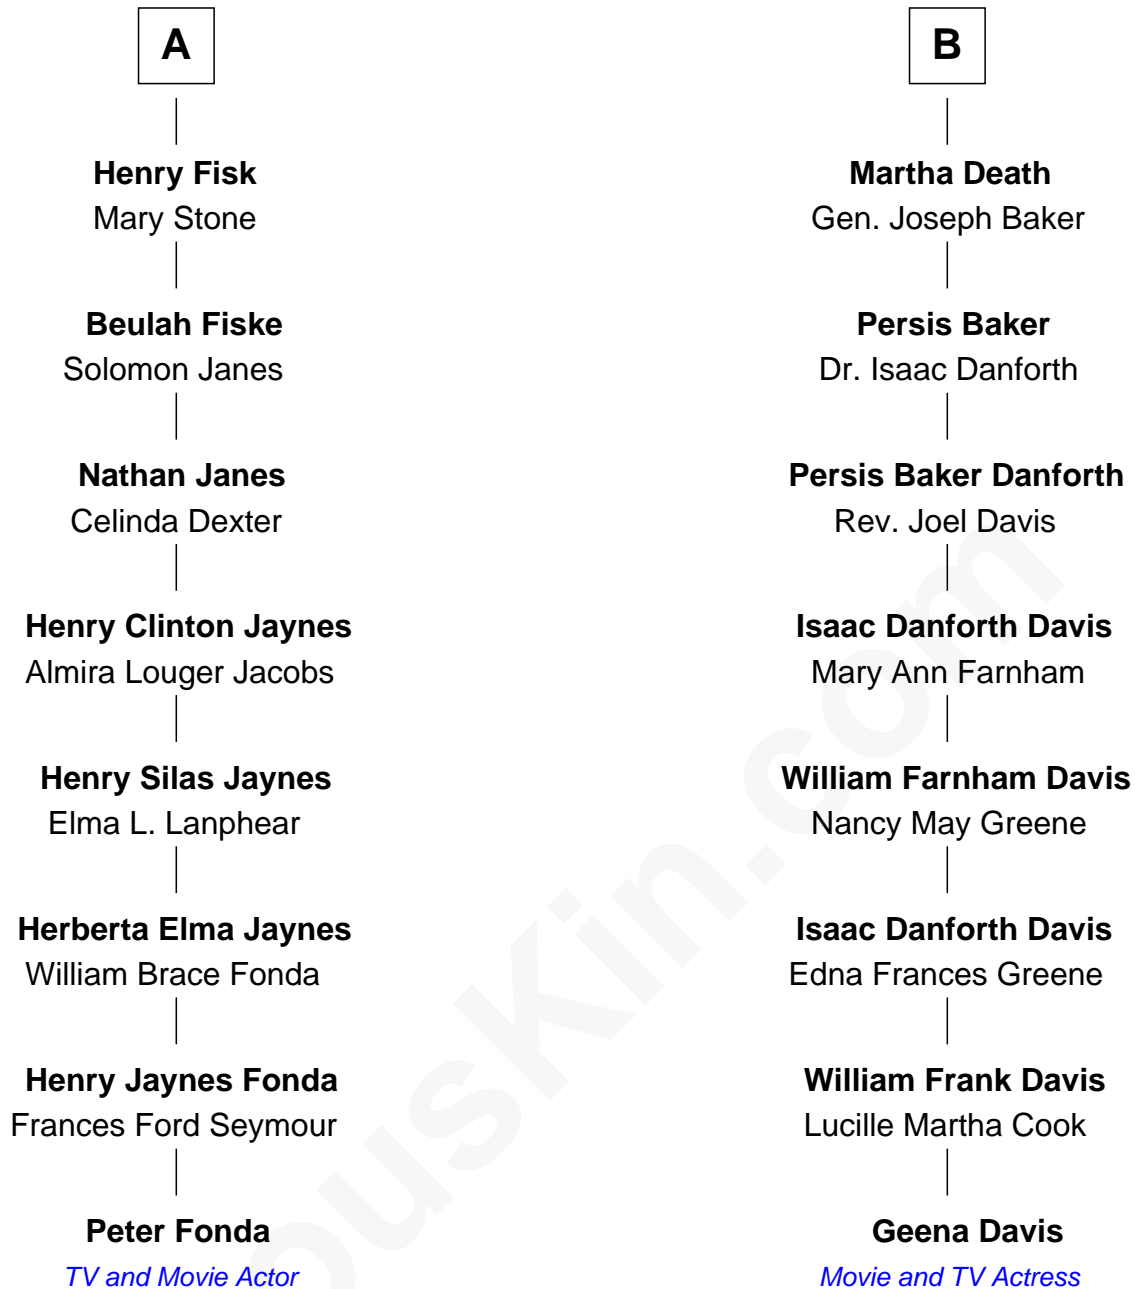 A
Henry Fisk
Mary Stone
Beulah Fiske
Solomon Janes
Nathan Janes
Celinda Dexter
Henry Clinton Jaynes
Almira Louger Jacobs
Henry Silas Jaynes
Elma L. Lanphear
Herberta Elma Jaynes
William Brace Fonda
Henry Jaynes Fonda
Frances Ford Seymour
Peter Fonda
TV and Movie Actor
B
Martha Death
Gen. Joseph Baker
Persis Baker
Dr. Isaac Danforth
Persis Baker Danforth
Rev. Joel Davis
Isaac Danforth Davis
Mary Ann Farnham
William Farnham Davis
Nancy May Greene
Isaac Danforth Davis
Edna Frances Greene
William Frank Davis
Lucille Martha Cook
Geena Davis
Movie and TV Actress
ousKin.com